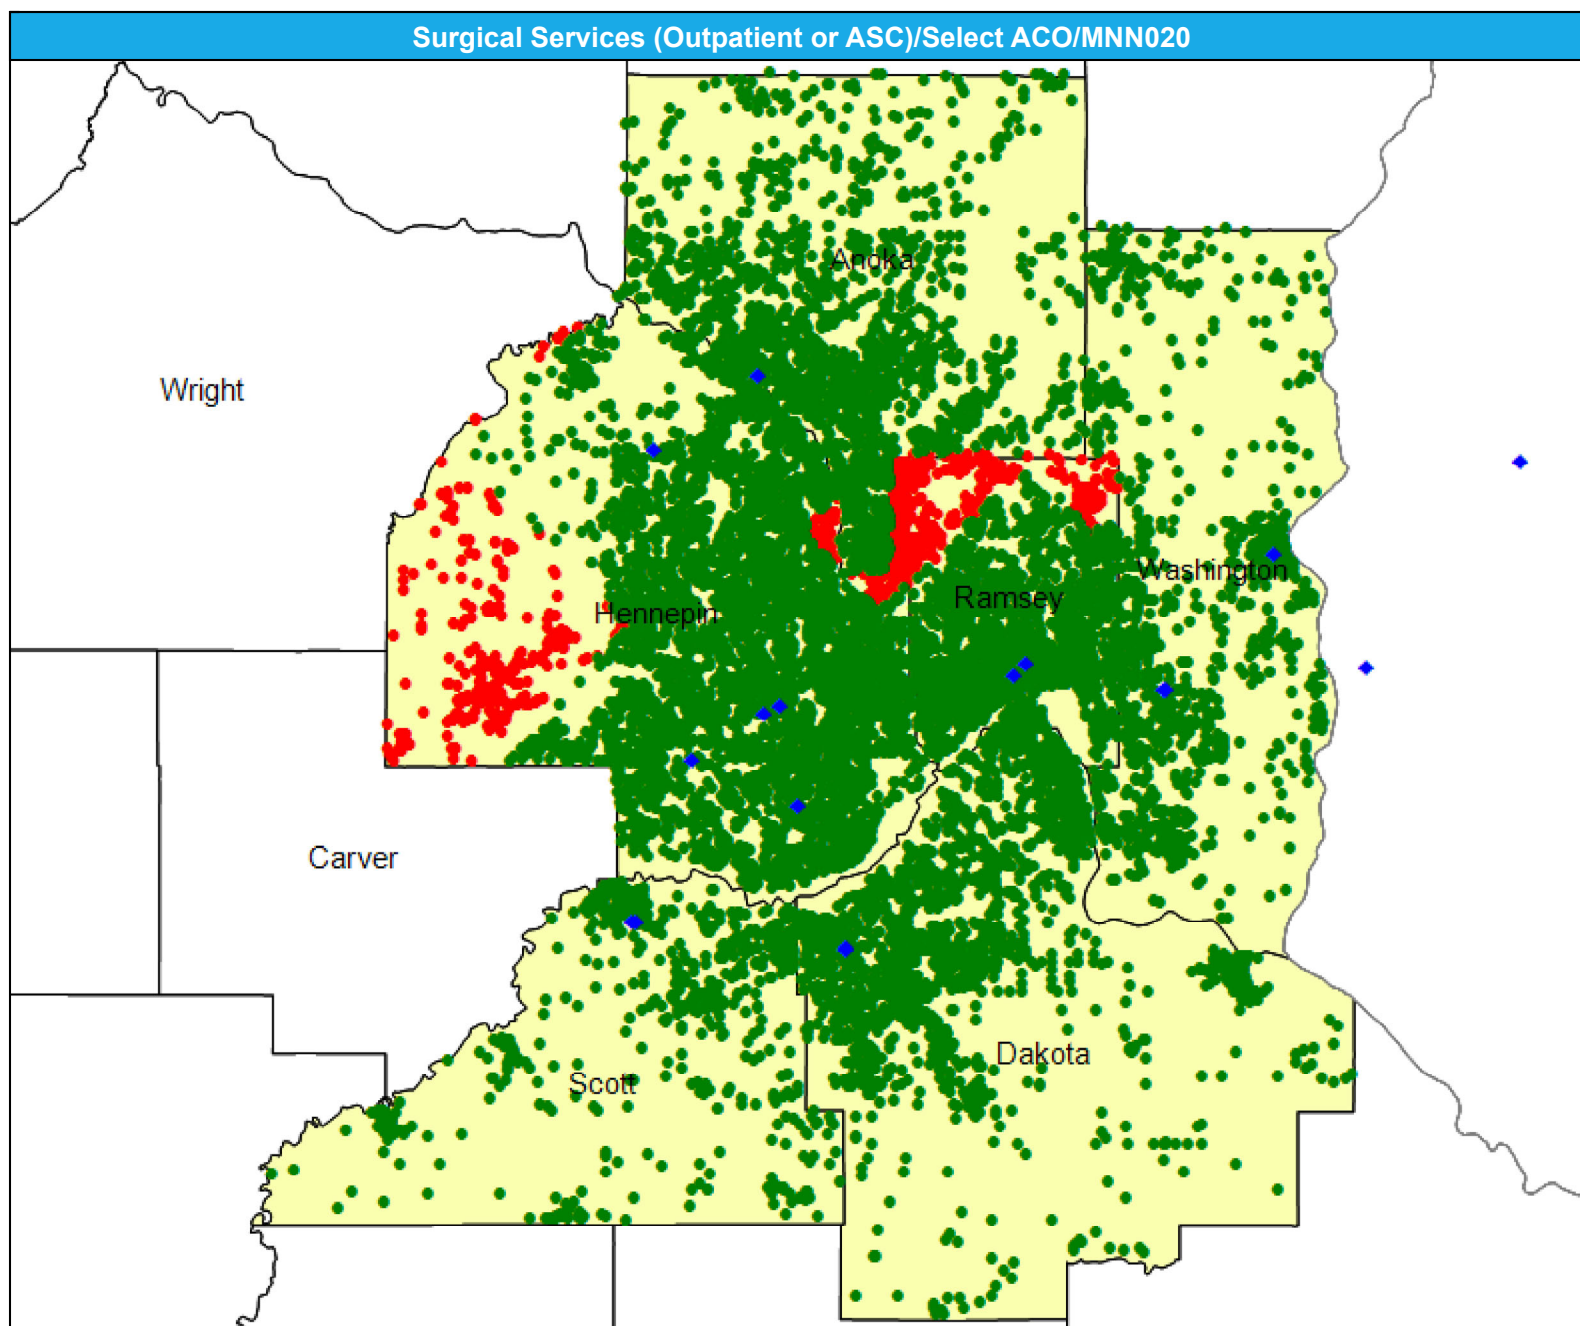 Surgical Services (Outpatient or ASC)/Select ACO/MNN020
Anoka
Wright
Washington
Ramsey
Hennepin
Carver
Dakota
Scott